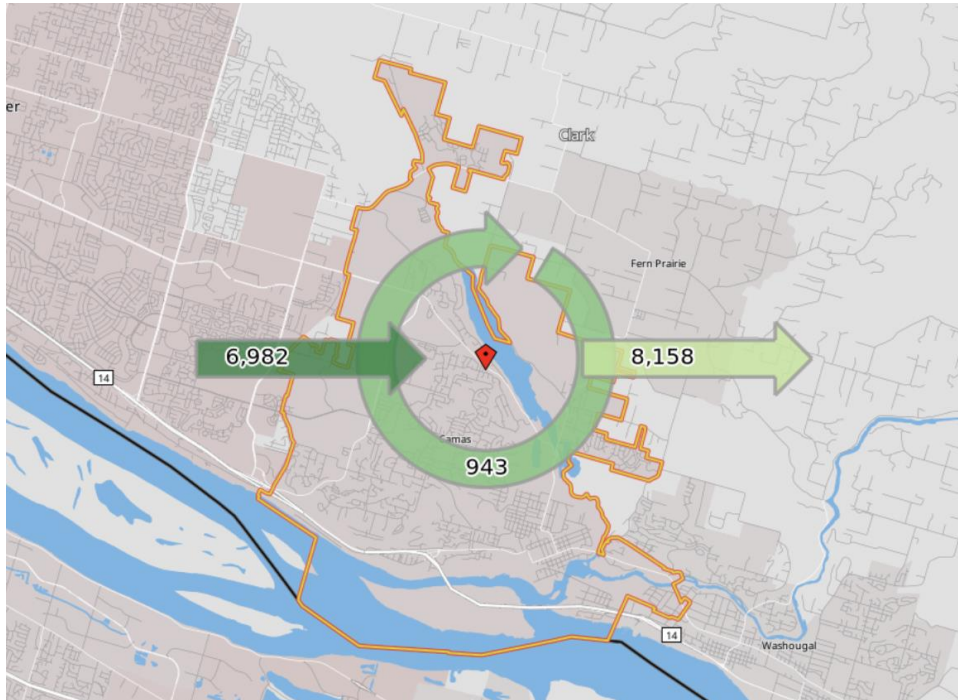 er
Clark
Fern Prairie
6,982
8,158
14
Camas
943
14
Washougal